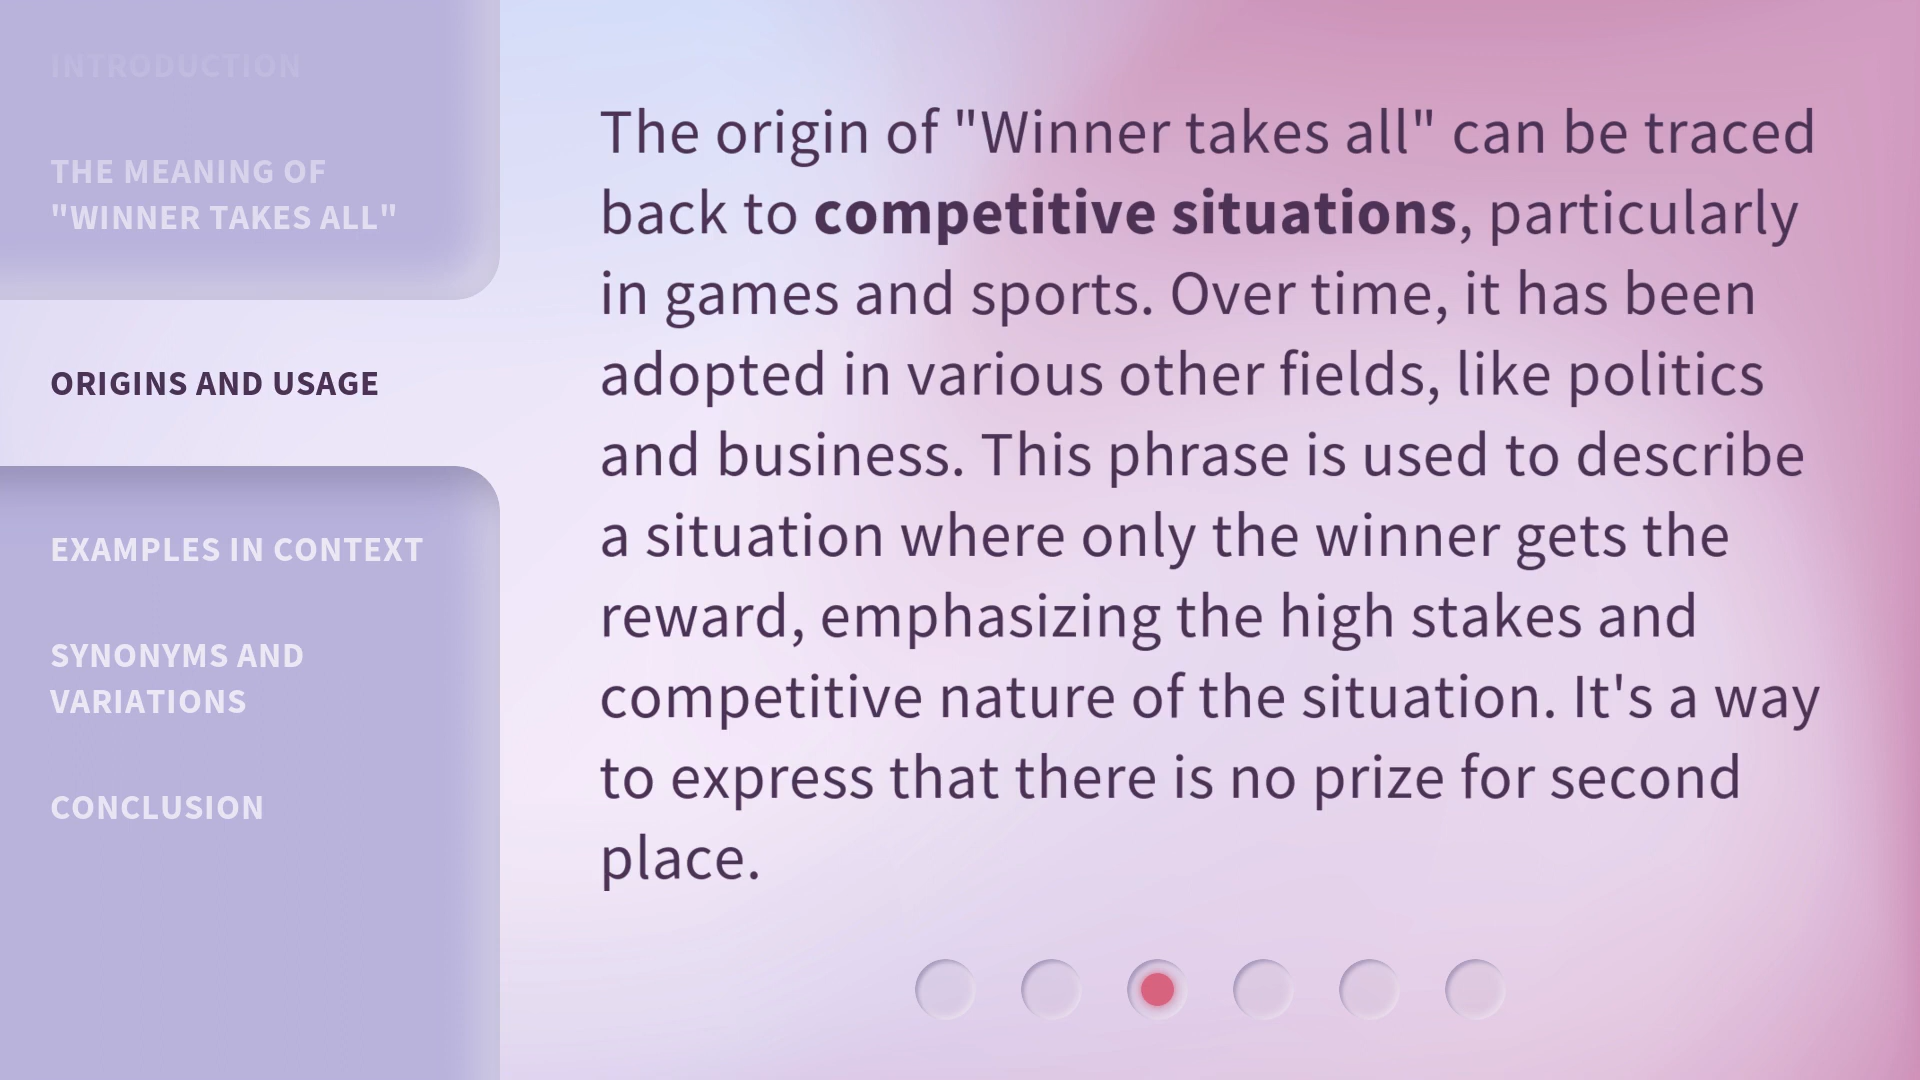 INTRODUCTION
THE MEANING OF
"WINNER TAKES ALL"
ORIGINS AND USAGE
EXAMPLES IN CONTEXT
SYNONYMS AND
VARIATIONS
CONCLUSION
The origin of "Winner takes all" can be traced
back to competitive situations, particularly
in games and sports. Over time, it has been
adopted in various other fields, like politics
and business. This phrase is used to describe
a situation where only the winner gets the
reward, emphasizing the high stakes and
competitive nature of the situation. It's a way
to express that there is no prize for second
place.